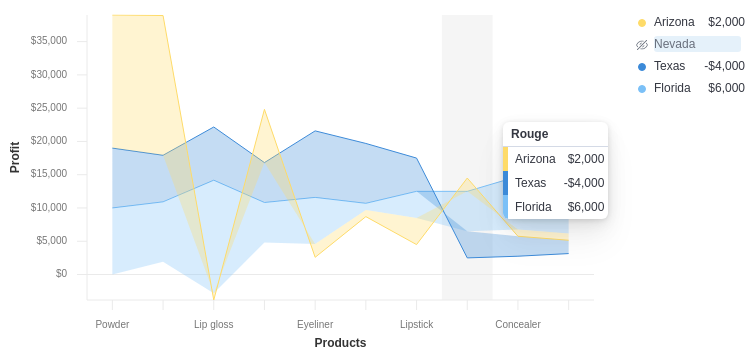 Arizona $2,000
Nevada
Texas -$4,000
Florida $6,000
$35,000
$30,000
$25,000
$20,000
$15,000
$10,000
$5,000
$0
Profit
Rouge
Arizona $2,000
Texas -$4,000
Florida $6,000
Powder Lip gloss Eyeliner Lipstick Concealer
Products